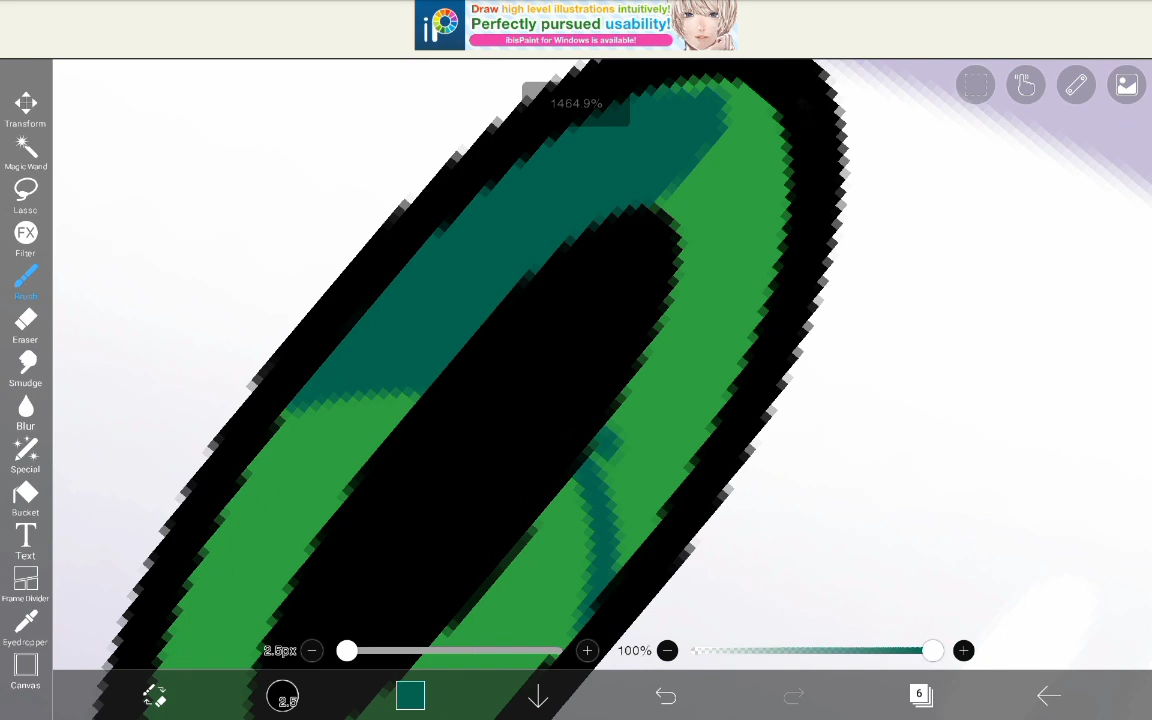 Draw high level illustrations intuitively!
Perfectly pursued usability!
ibisPaint for Windows is available!
iP
1464.9%
Transform
Magic Wand
Lasso
FX
Filter
Brush
Eraser
Smudge
Blur
Special
Bucket
T
Text
Frame Divider
Eyedropper
Canvas
2.5px
100%
2.5
6